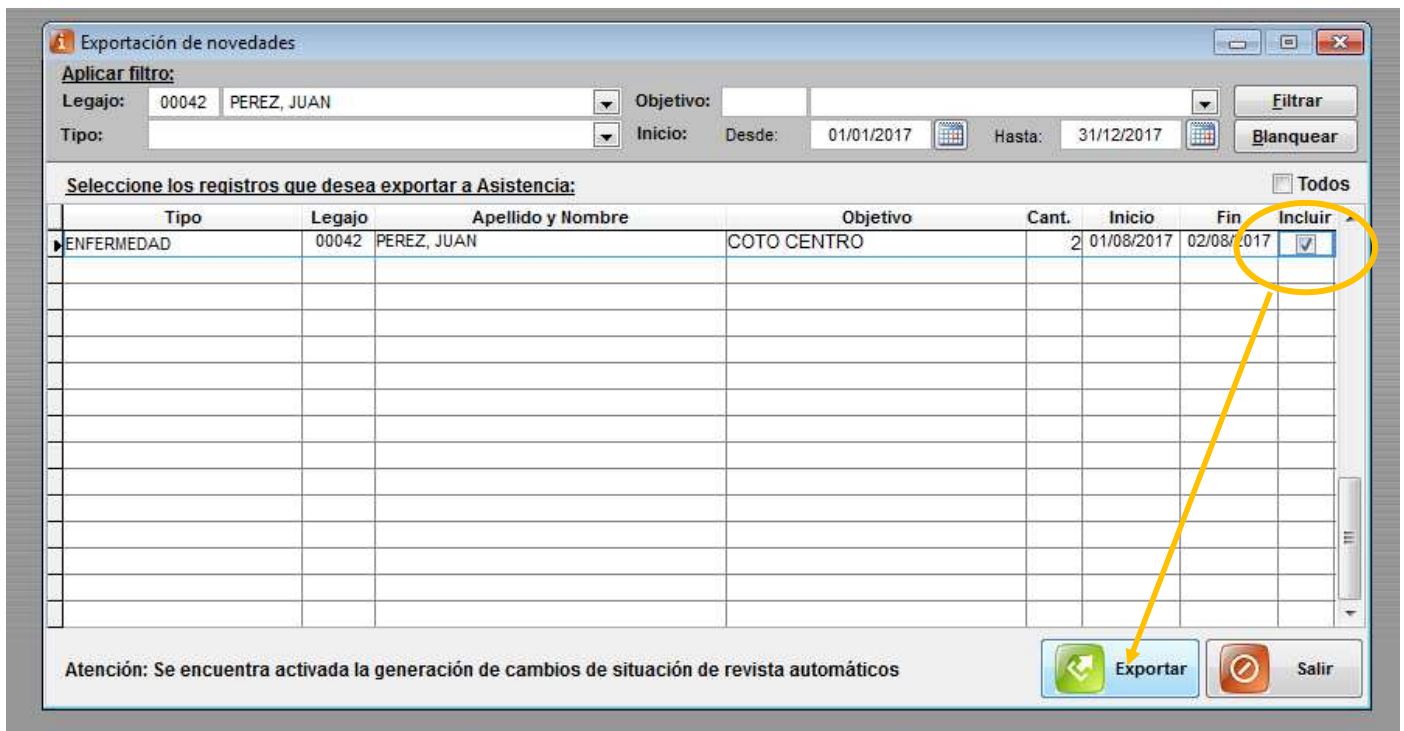 Exportación de novedades
Aplicar filtro:
Legajo: 00042 PEREZ, JUAN Objetivo: Filtrar
Tipo: Inicio: Desde: 01/01/2017 Hasta: 31/12/2017 Blanquear
Seleccione los registros que desea exportar a Asistencia: Todos
Tipo Legajo Apellido y Nombre Objetivo Cant. Inicio Fin Incluir
ENFERMEDAD 00042 PEREZ, JUAN COTO CENTRO 2 01/08/2017 02/08/2017
Atención: Se encuentra activada la generación de cambios de situación de revista automáticos Exportar Salir